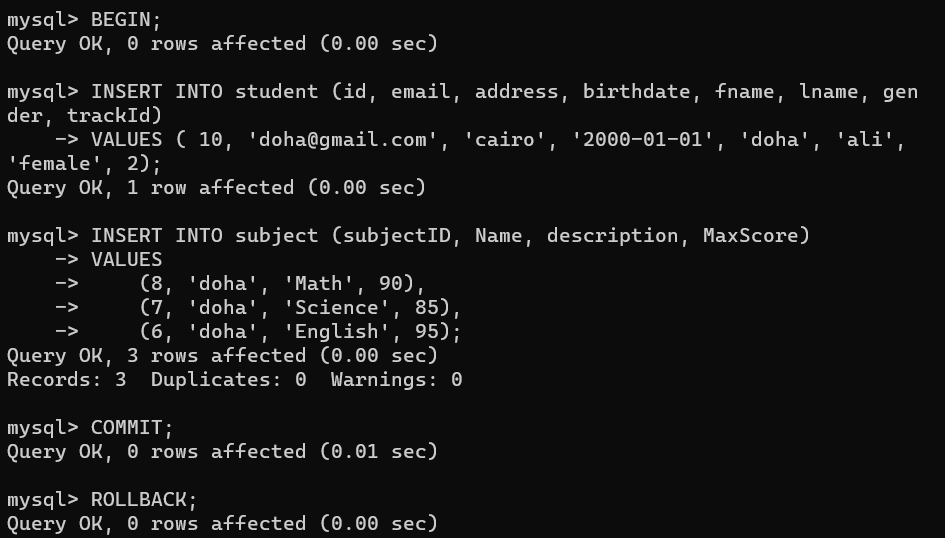 mysql> BEGIN;
Query OK, 0 rows affected (0.00 sec)
mysql> INSERT INTO student (id, email, address, birthdate, fname, lname, gen
der, trackId)
    -> VALUES ( 10, 'doha@gmail.com', 'cairo', '2000-01-01', 'doha', 'ali',
'female', 2);
Query OK, 1 row affected (0.00 sec)
mysql> INSERT INTO subject (subjectID, Name, description, MaxScore)
    -> VALUES
    ->     (8, 'doha', 'Math', 90),
    ->     (7, 'doha', 'Science', 85),
    ->     (6, 'doha', 'English', 95);
Query OK, 3 rows affected (0.00 sec)
Records: 3  Duplicates: 0  Warnings: 0
mysql> COMMIT;
Query OK, 0 rows affected (0.01 sec)
mysql> ROLLBACK;
Query OK, 0 rows affected (0.00 sec)